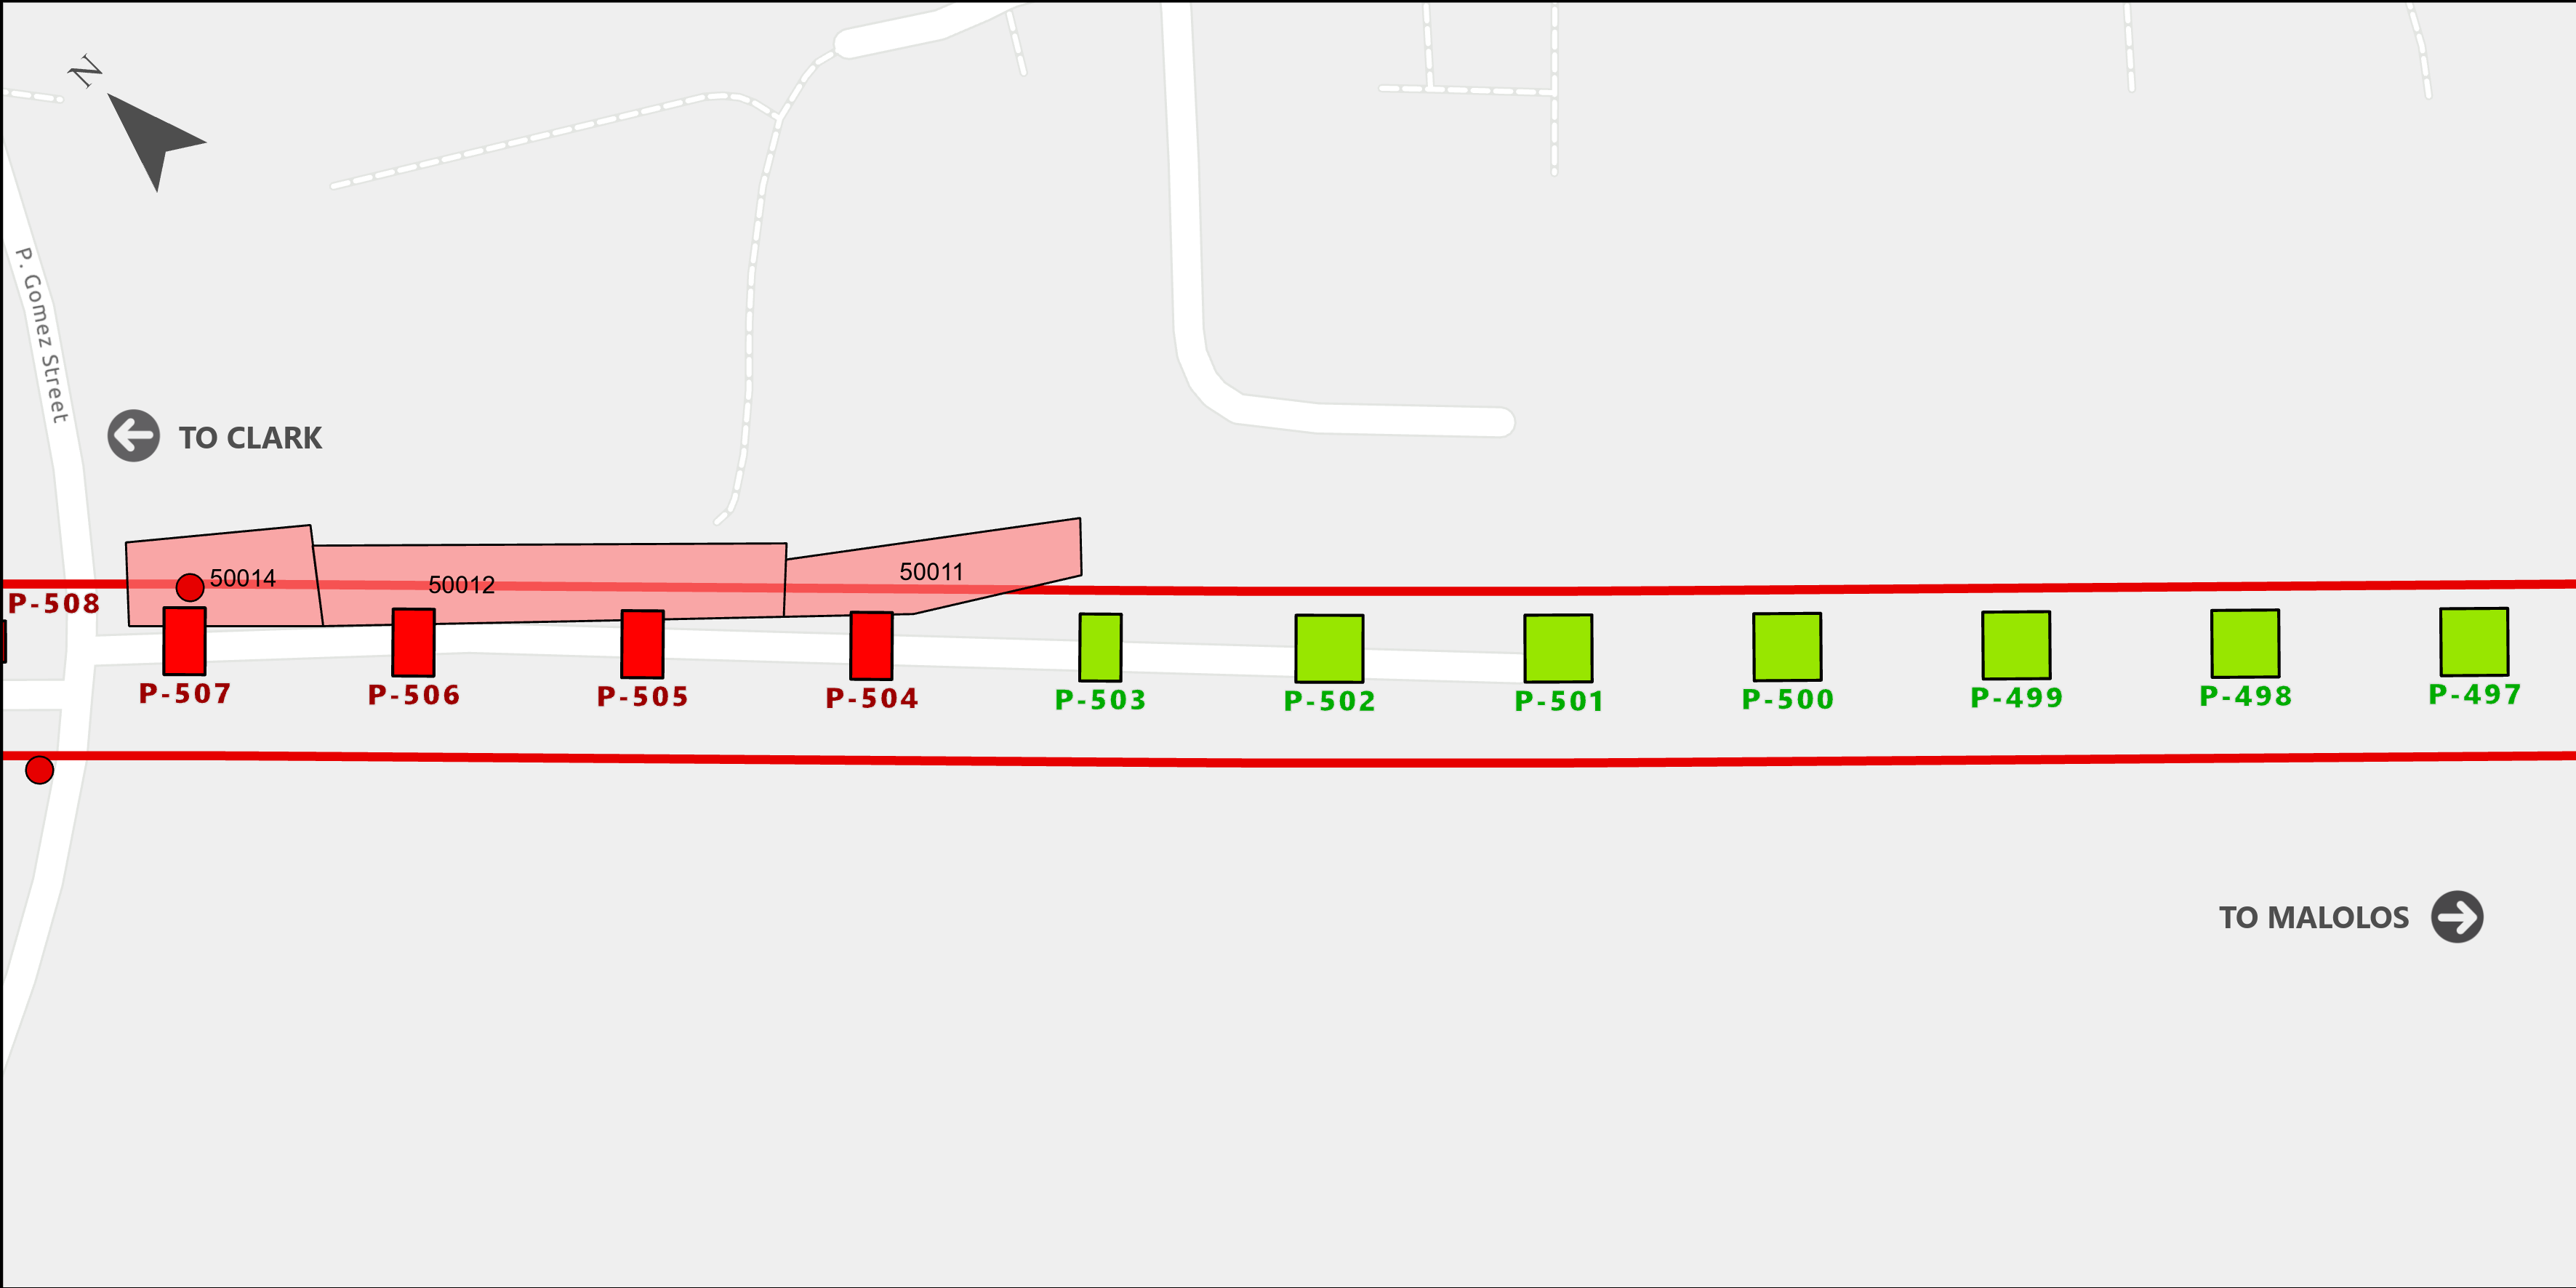 N
P. Gomez Street
TO CLARK
50014
50012
50011
P-508
P-507
P-506
P-505
P-504
P-503
P-502
P-501
P-500
P-499
P-498
P-497
TO MALOLOS